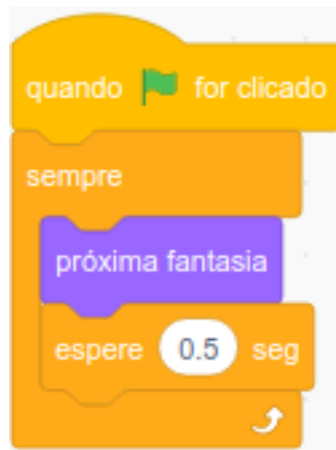 quando for clicado
sempre
próxima fantasia
espere 0.5 seg